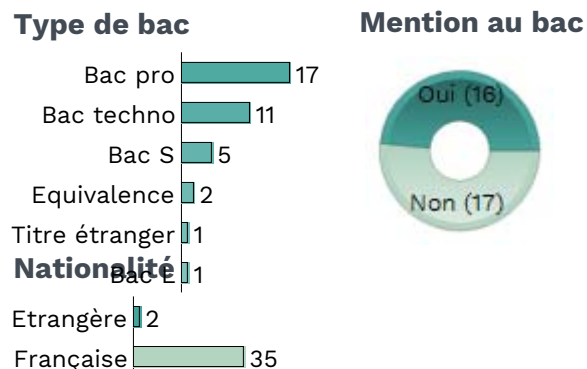 Type de bac
Bac pro 17
Bac techno 11
Bac S 5
Equivalence 2
Titre étranger 1
Bac L 1
Mention au bac
Oui (16)
Non (17)
Nationalité
Etrangère 2
Française 35